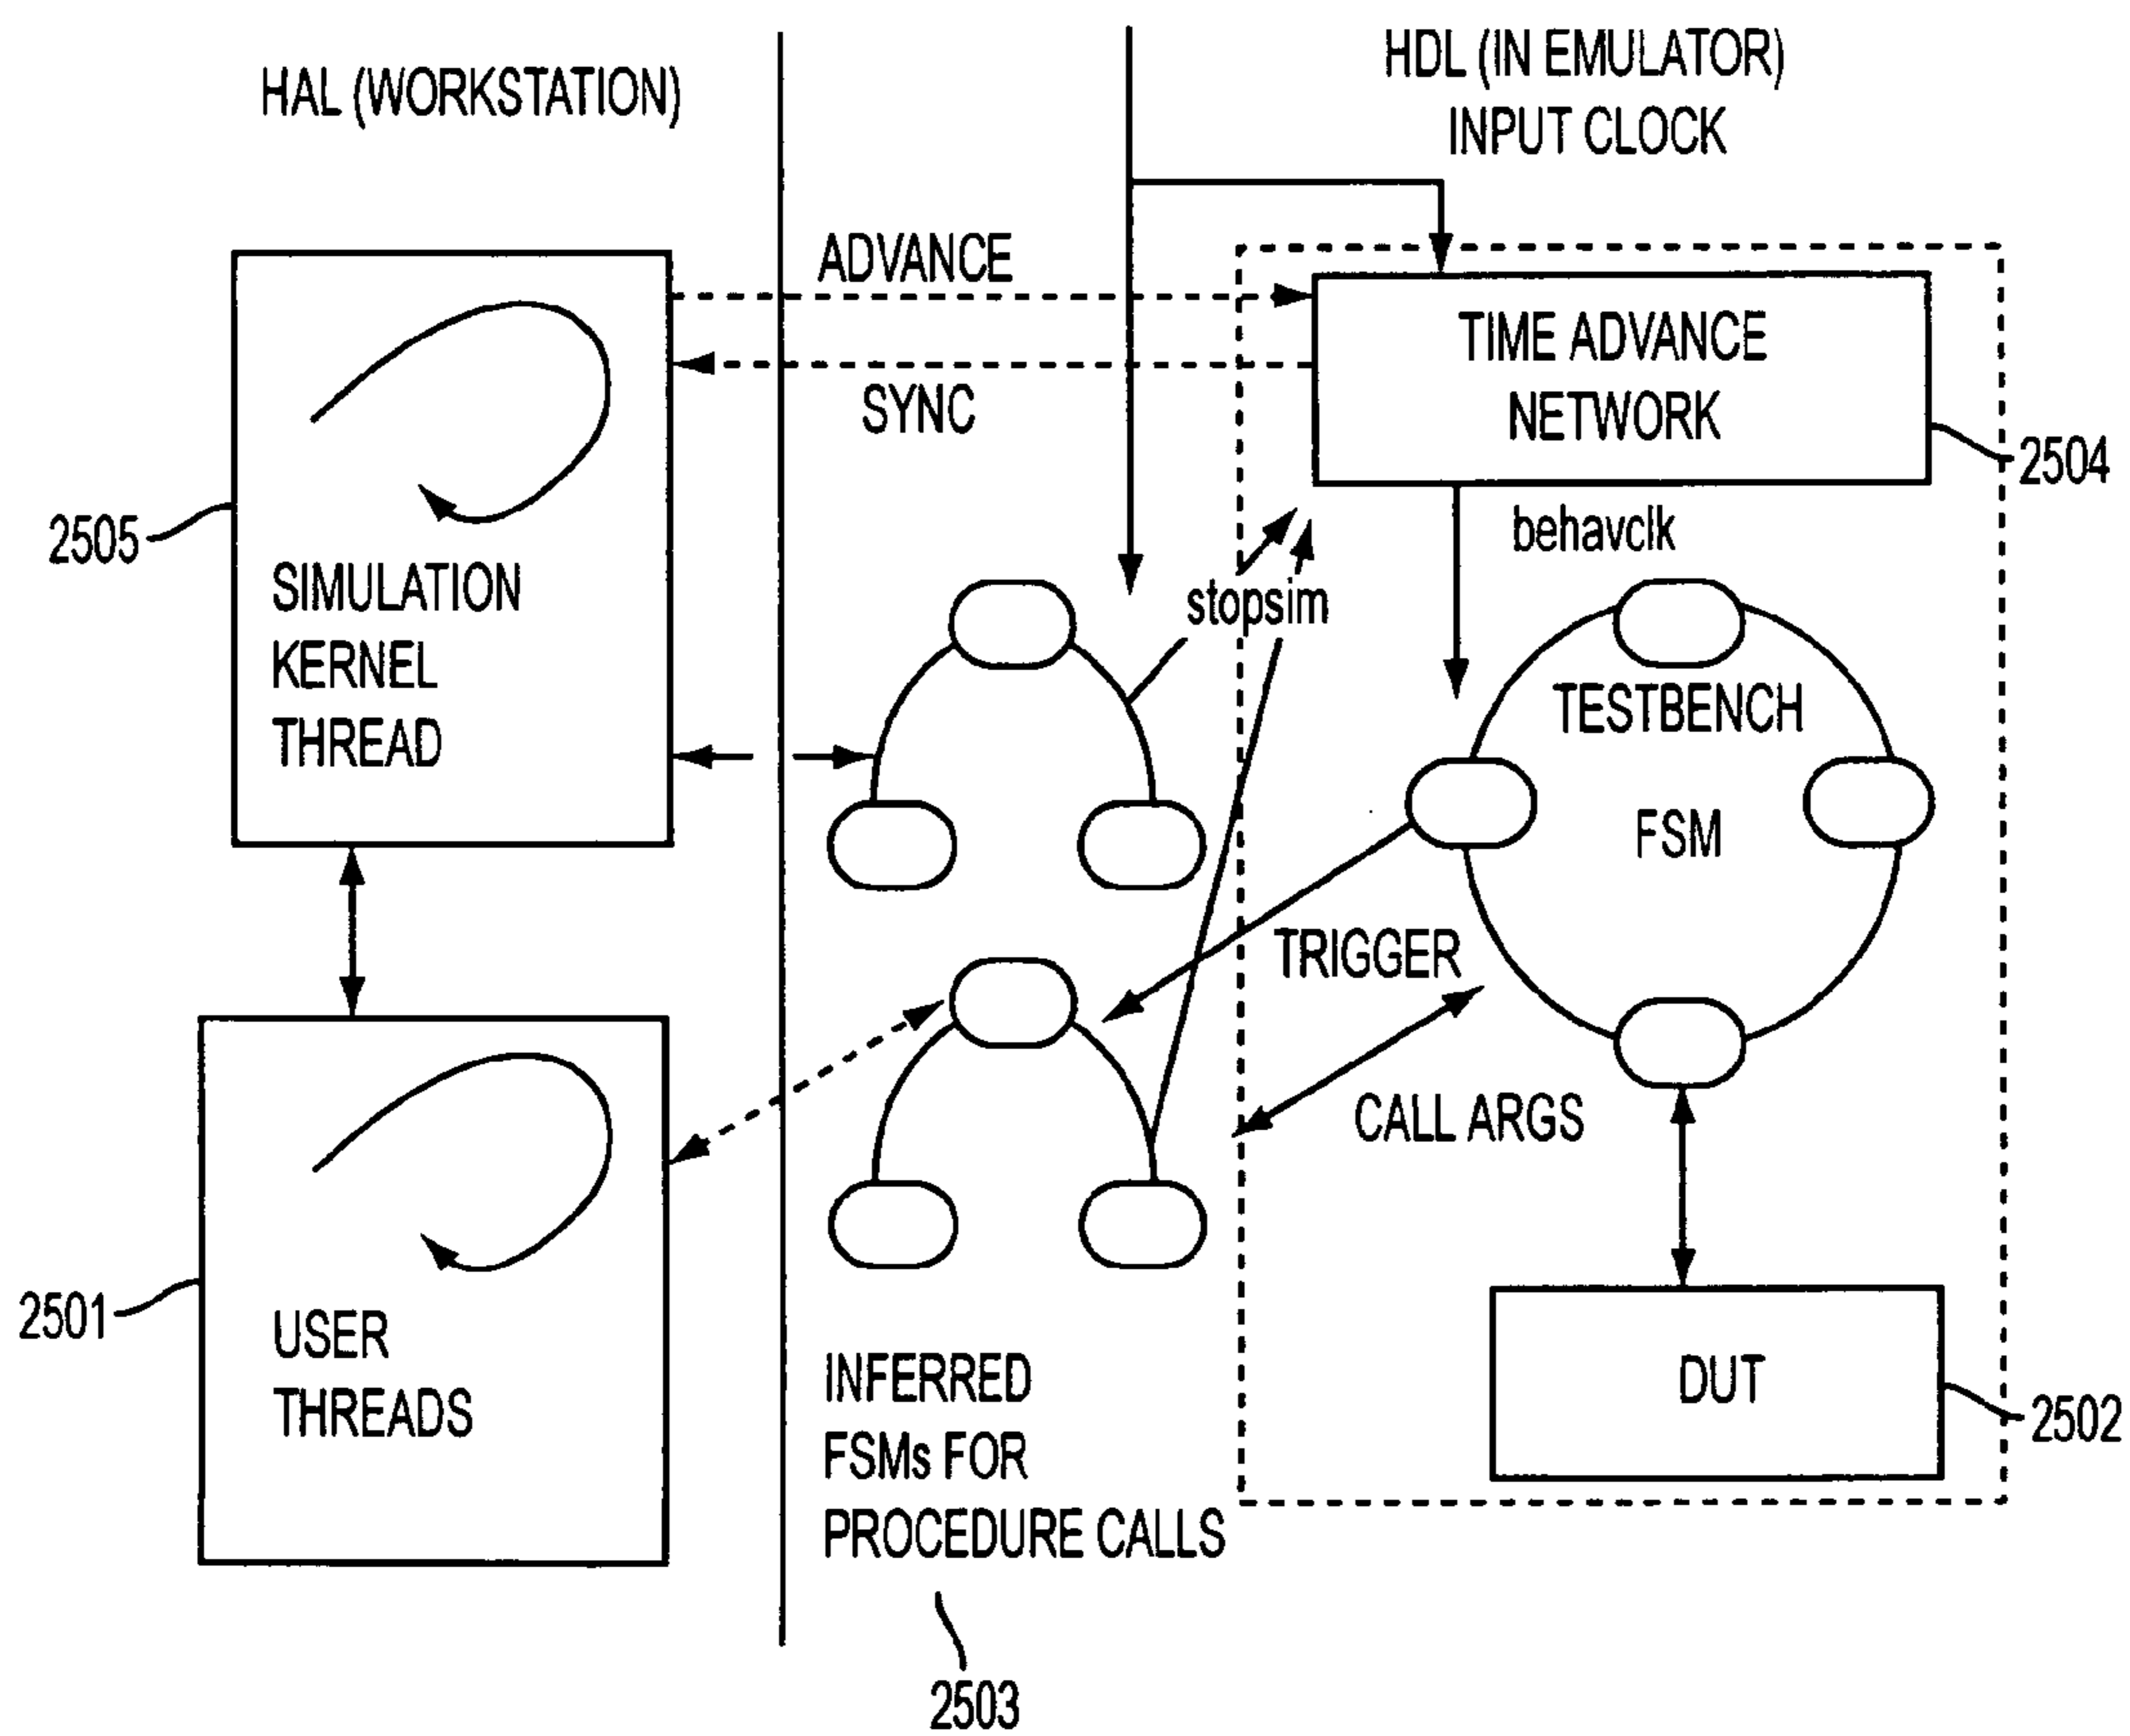 HAL (WORKSTATION)
HDL (IN EMULATOR)
INPUT CLOCK
ADVANCE
SYNC
TIME ADVANCE
NETWORK
2504
behavclk
2505
SIMULATION
KERNEL
THREAD
stopsim
TESTBENCH
FSM
TRIGGER
CALL ARGS
2501
USER
THREADS
INFERRED
FSMs FOR
PROCEDURE CALLS
2503
DUT
2502